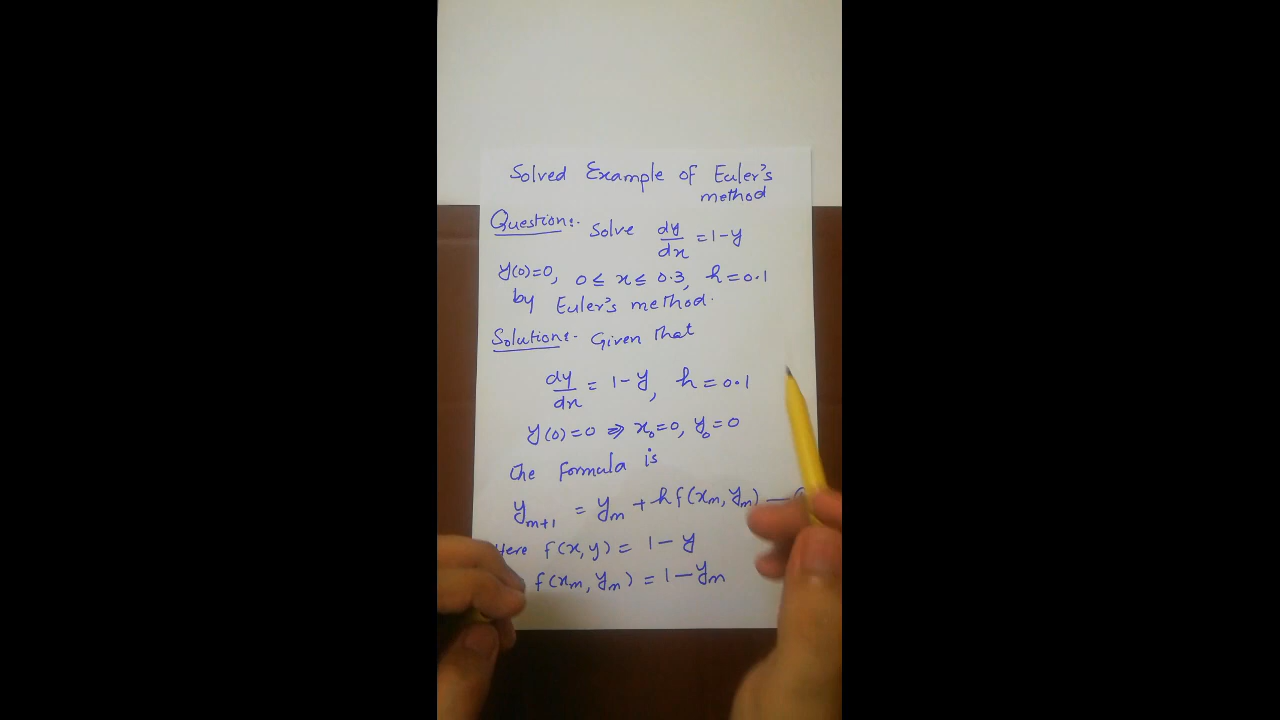 Solved Example of Euler's
method
Question:- Solve dy/dx = 1-y
y(0)=0, 0 ≤ x ≤ 0.3, h = 0.1
by Euler's method.
Solution:- Given that
dy/dx = 1-y, h = 0.1
y(0)=0 ⇒ x₀=0, y₀=0
The formula is
yₘ₊₁ = yₘ + hf(xₘ, yₘ) —
Here f(x,y) = 1-y
f(xₘ, yₘ) = 1-yₘ